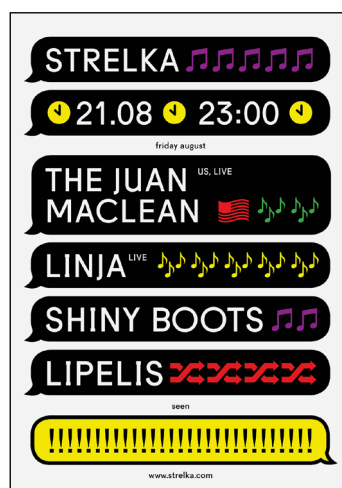 STRELKA
21.08 23:00
friday august
THE JUAN US, LIVE
MACLEAN
LINJA LIVE
SHINY BOOTS
LIPELIS
seen
!!!!!!!!!!!!!!!!!!!!!!!!!!!
www.strelka.com